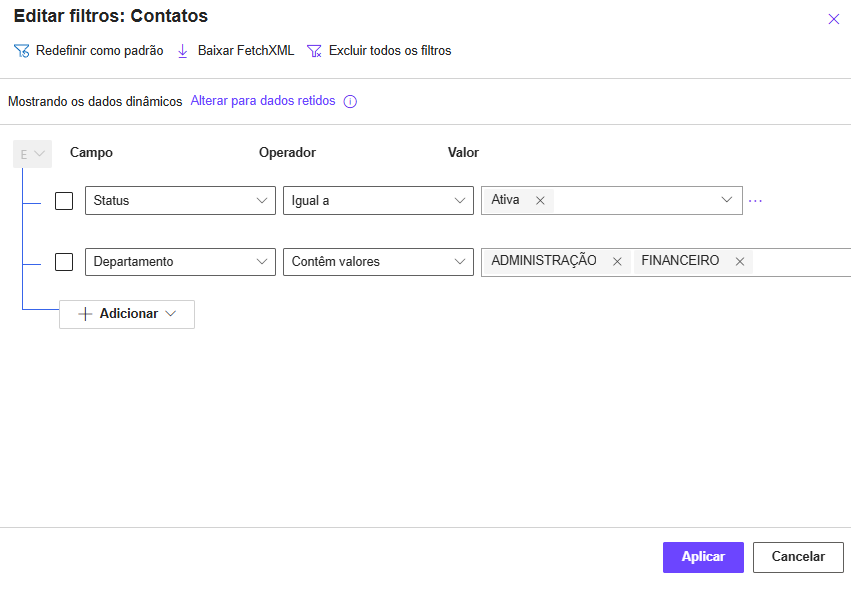 Editar filtros: Contatos
Redefinir como padrão Baixar FetchXML Excluir todos os filtros
Mostrando os dados dinâmicos Alterar para dados retidos
E Campo Operador Valor
Status Igual a Ativa
Departamento Contêm valores ADMINISTRAÇÃO FINANCEIRO
Adicionar
Aplicar Cancelar